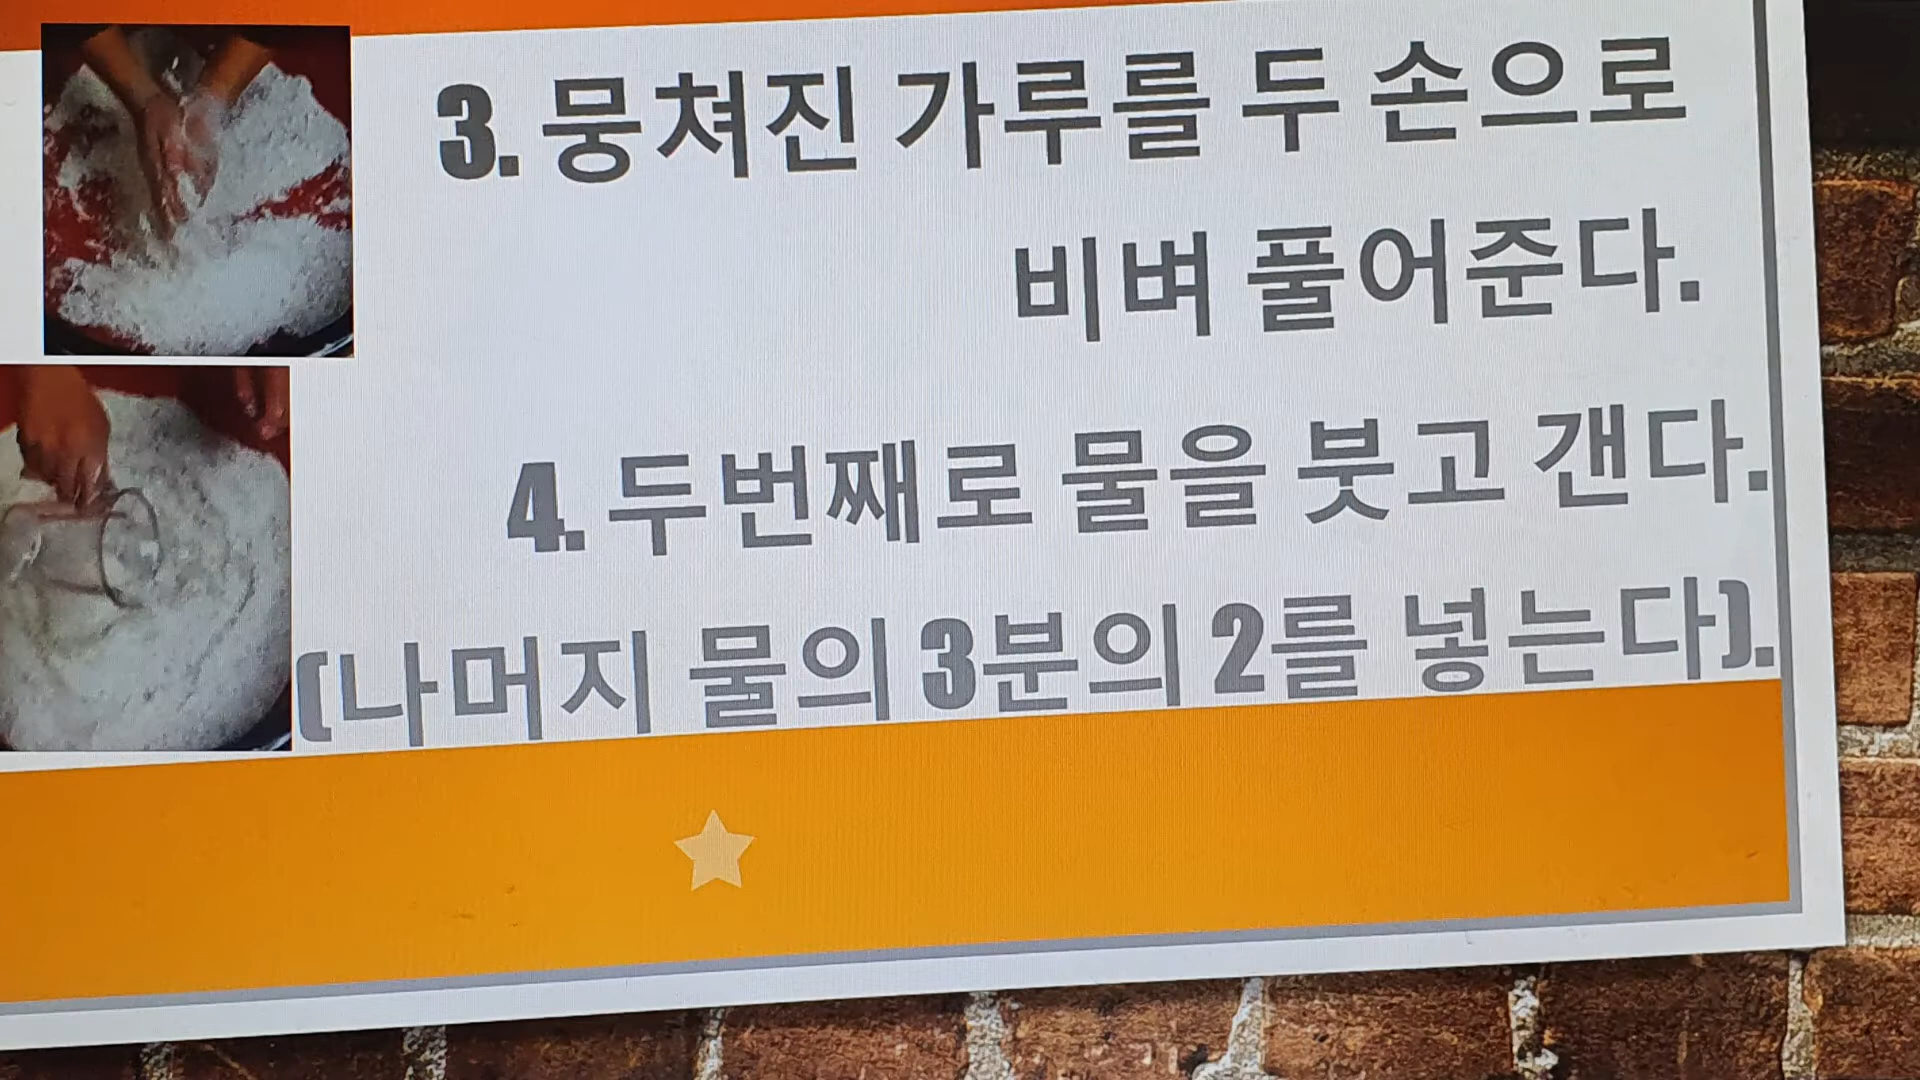 3. 뭉쳐진 가루를 두 손으로
비벼 풀어준다.
4. 두번째로 물을 붓고 갠다.
(나머지 물의 3분의 2를 넣는다).